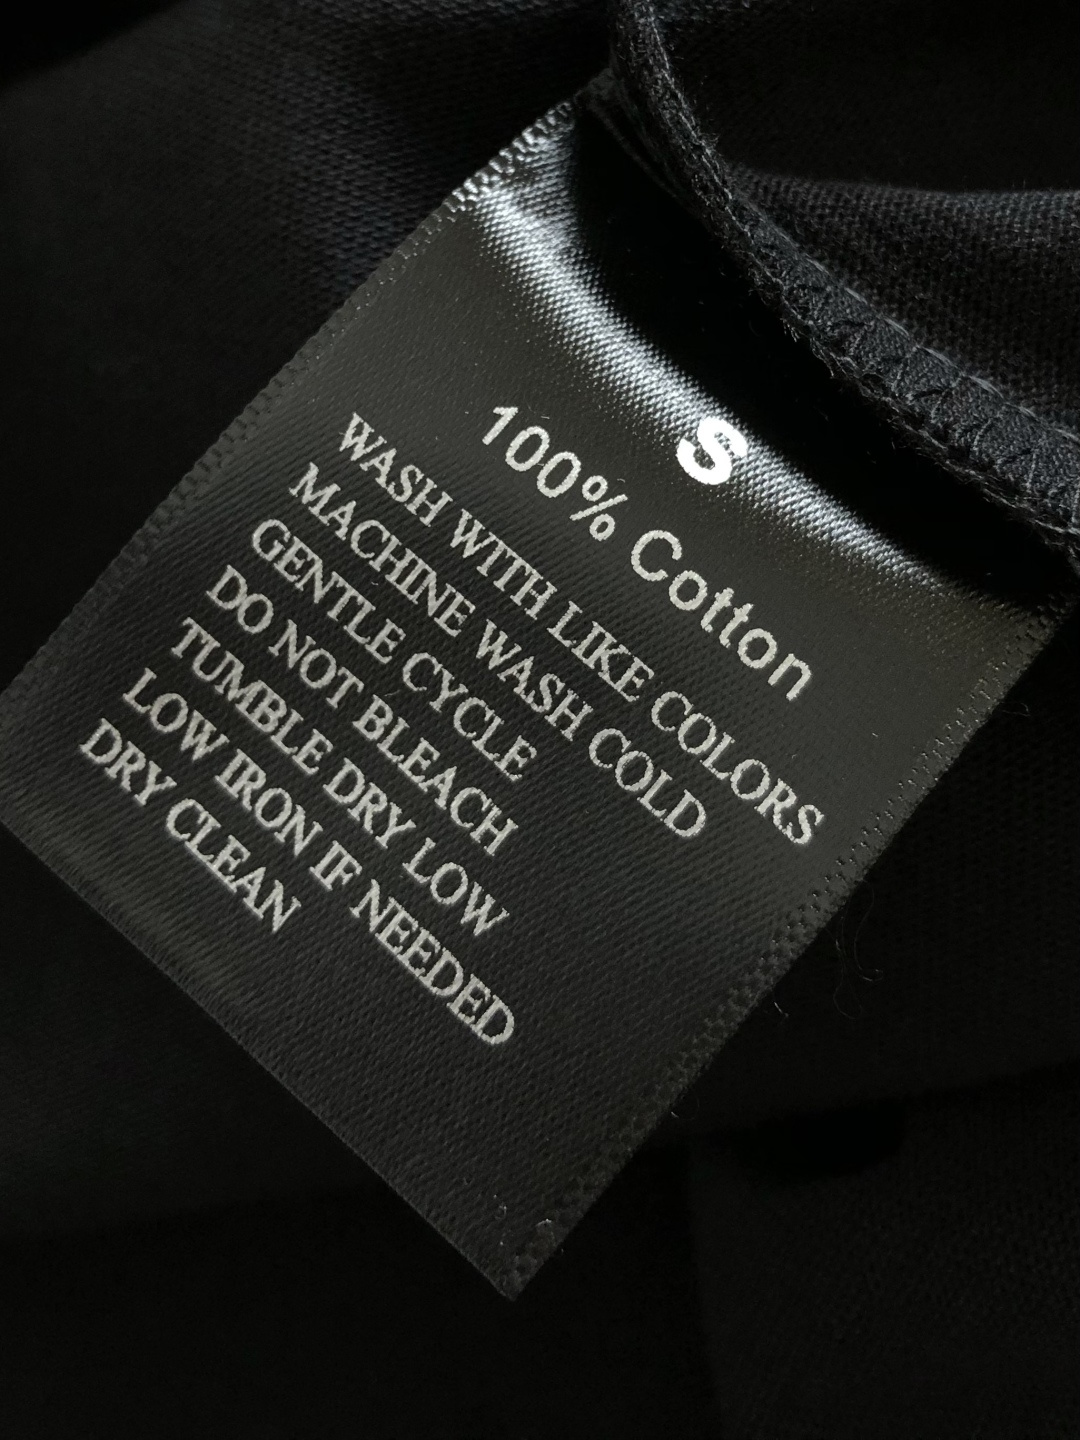 S
100% Cotton
WASH WITH LIKE COLORS
MACHINE WASH COLD
GENTLE CYCLE
DO NOT BLEACH
TUMBLE DRY LOW
LOW IRON IF NEEDED
DRY CLEAN